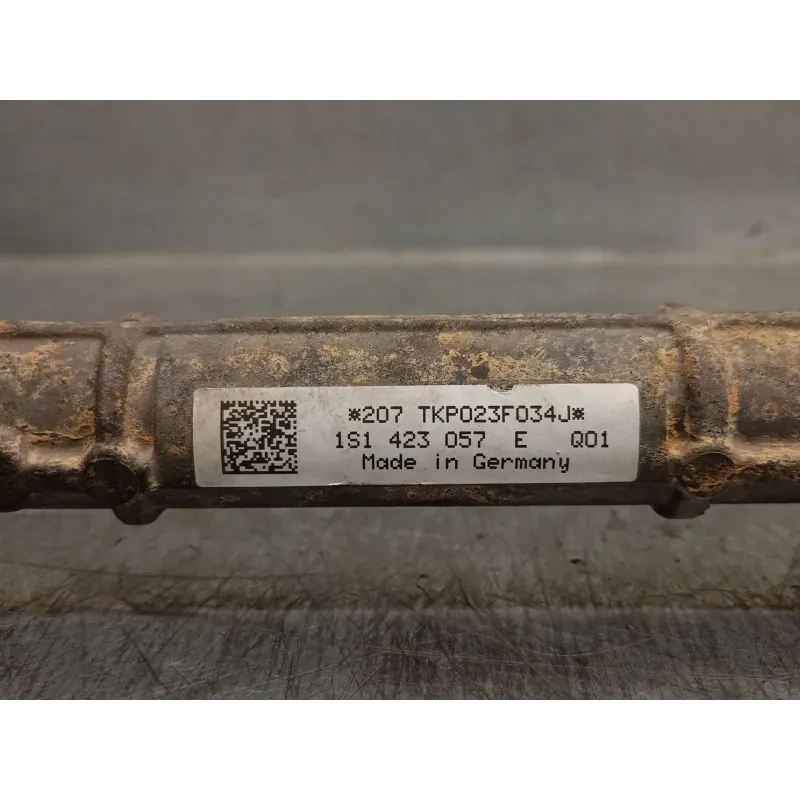 *207 TKP023F034J*
1S1 423 057 E Q01
Made in Germany